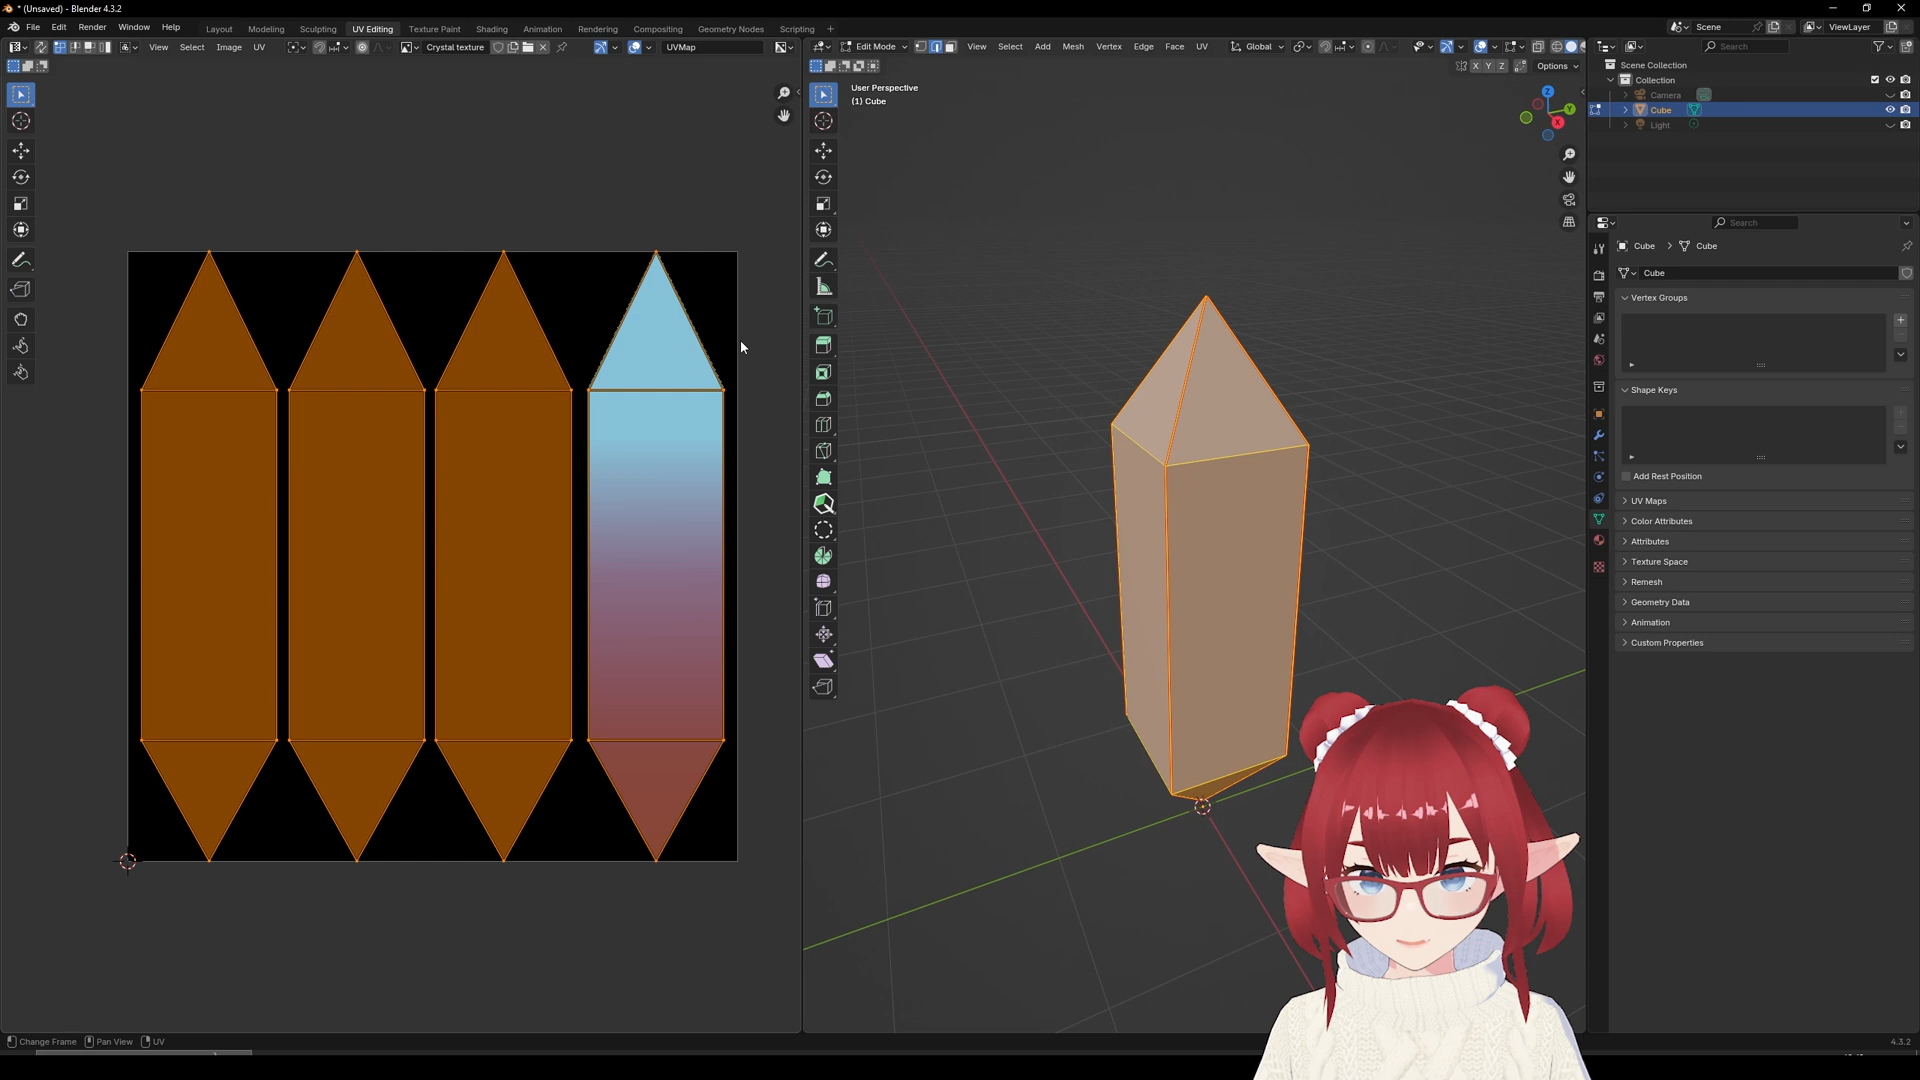 * (Unsaved) - Blender 4.3.2
File Edit Render Window Help
Layout Modeling Sculpting UV Editing Texture Paint Shading Animation Rendering Compositing Geometry Nodes Scripting
Scene
ViewLayer
View Select Image UV
Crystal texture
UVMap
Edit Mode
View Select Add Mesh Vertex Edge Face UV
Global
Search
X Y Z
Options
User Perspective
(1) Cube
Z
Y
X
Scene Collection
Collection
Camera
Cube
Light
Search
Cube > Cube
Cube
Vertex Groups
Shape Keys
Add Rest Position
UV Maps
Color Attributes
Attributes
Texture Space
Remesh
Geometry Data
Animation
Custom Properties
Change Frame Pan View UV
4.3.2